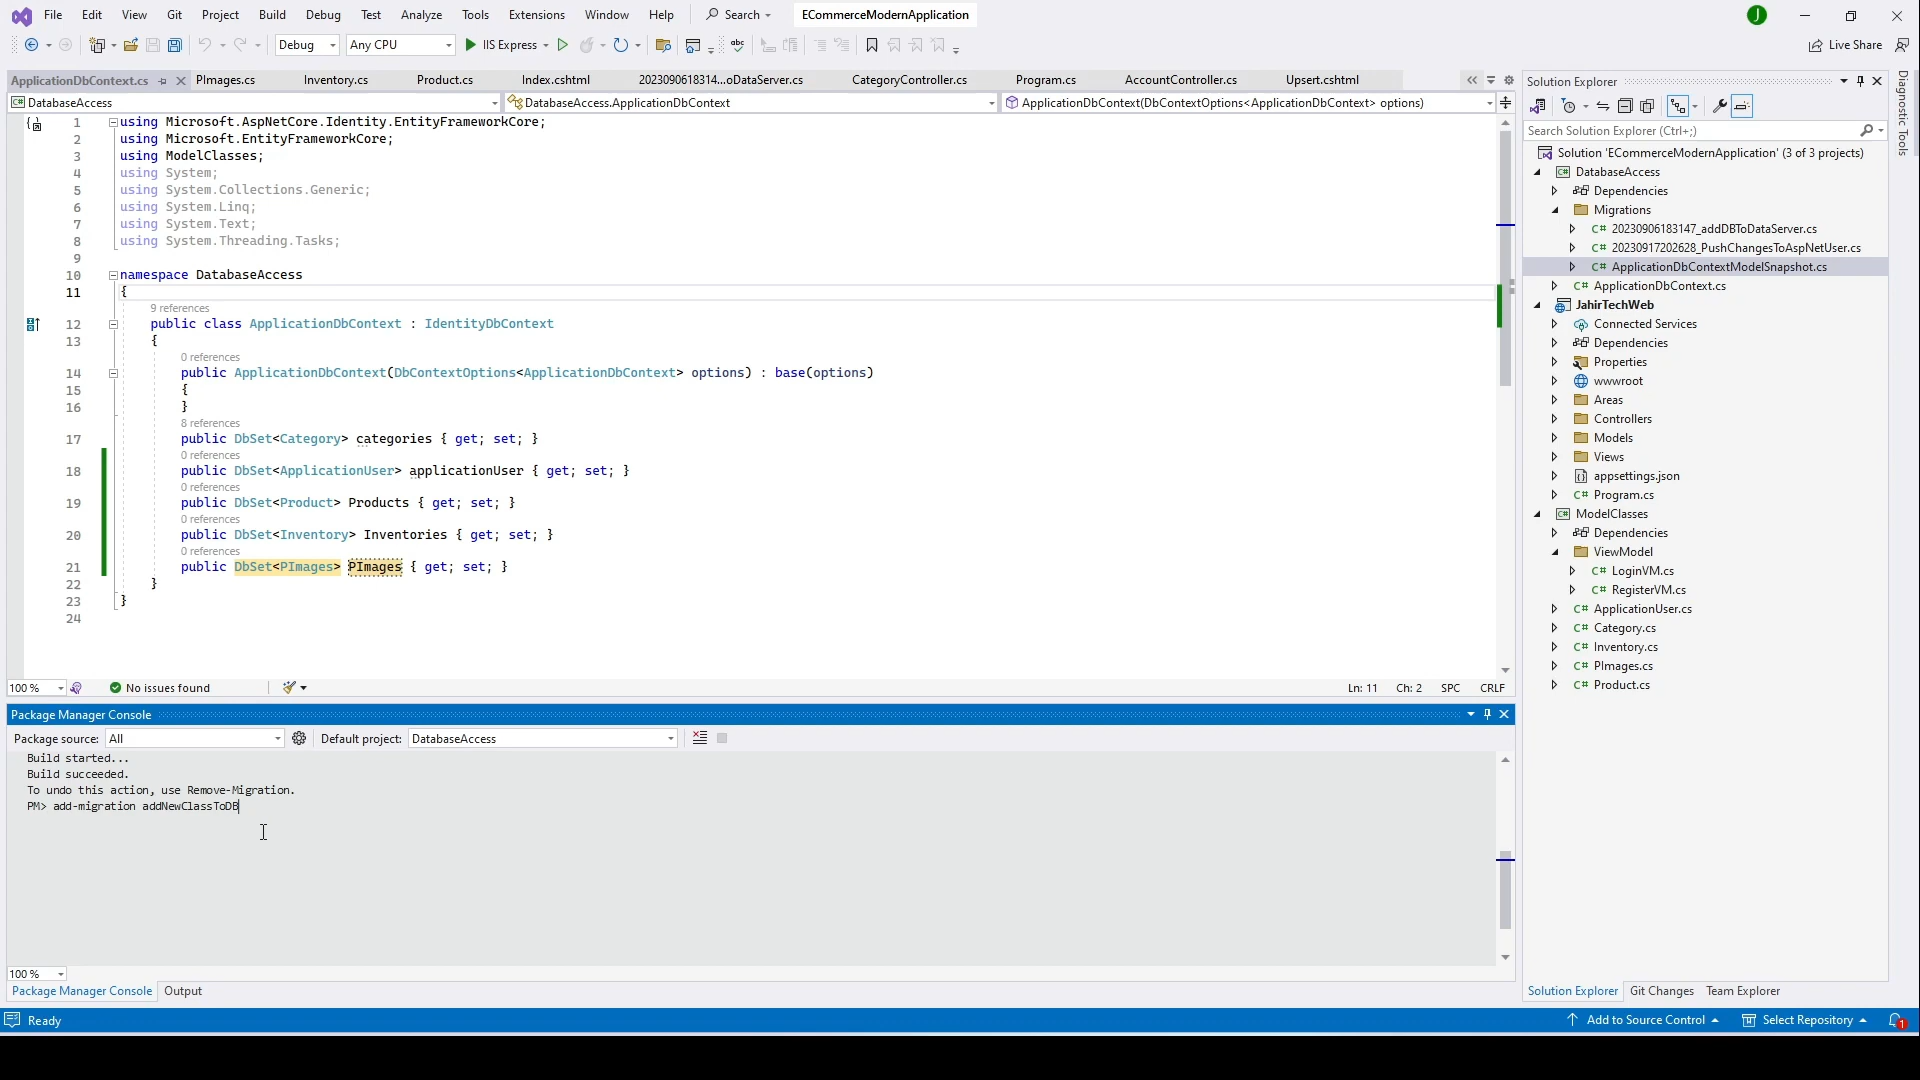 File Edit View Git Project Build Debug Test Analyze Tools Extensions Window Help Search ECommerceModernApplication J
Debug Any CPU IIS Express Live Share
ApplicationDbContext.cs PImages.cs Inventory.cs Product.cs Index.cshtml 2023090618314...oDataServer.cs CategoryController.cs Program.cs AccountController.cs Upsert.cshtml
DatabaseAccess DatabaseAccess.ApplicationDbContext ApplicationDbContext(DbContextOptions<ApplicationDbContext> options)
1 using Microsoft.AspNetCore.Identity.EntityFrameworkCore;
2 using Microsoft.EntityFrameworkCore;
3 using ModelClasses;
4 using System;
5 using System.Collections.Generic;
6 using System.Linq;
7 using System.Text;
8 using System.Threading.Tasks;
9
10 namespace DatabaseAccess
11 {
9 references
12 public class ApplicationDbContext : IdentityDbContext
13 {
0 references
14 public ApplicationDbContext(DbContextOptions<ApplicationDbContext> options) : base(options)
15 {
16 }
8 references
17 public DbSet<Category> categories { get; set; }
0 references
18 public DbSet<ApplicationUser> applicationUser { get; set; }
0 references
19 public DbSet<Product> Products { get; set; }
0 references
20 public DbSet<Inventory> Inventories { get; set; }
0 references
21 public DbSet<PImages> PImages { get; set; }
22 }
23 }
24
100 % No issues found Ln: 11 Ch: 2 SPC CRLF
Package Manager Console
Package source: All Default project: DatabaseAccess
Build started...
Build succeeded.
To undo this action, use Remove-Migration.
PM> add-migration addNewClassToDB
100 %
Package Manager Console Output
Solution Explorer
Search Solution Explorer (Ctrl+;)
Solution 'ECommerceModernApplication' (3 of 3 projects)
DatabaseAccess
Dependencies
Migrations
20230906183147_addDBToDataServer.cs
20230917202628_PushChangesToAspNetUser.cs
ApplicationDbContextModelSnapshot.cs
ApplicationDbContext.cs
JahirTechWeb
Connected Services
Dependencies
Properties
wwwroot
Areas
Controllers
Models
Views
appsettings.json
Program.cs
ModelClasses
Dependencies
ViewModel
LoginVM.cs
RegisterVM.cs
ApplicationUser.cs
Category.cs
Inventory.cs
PImages.cs
Product.cs
Solution Explorer Git Changes Team Explorer
Diagnostic Tools
Ready Add to Source Control Select Repository 1